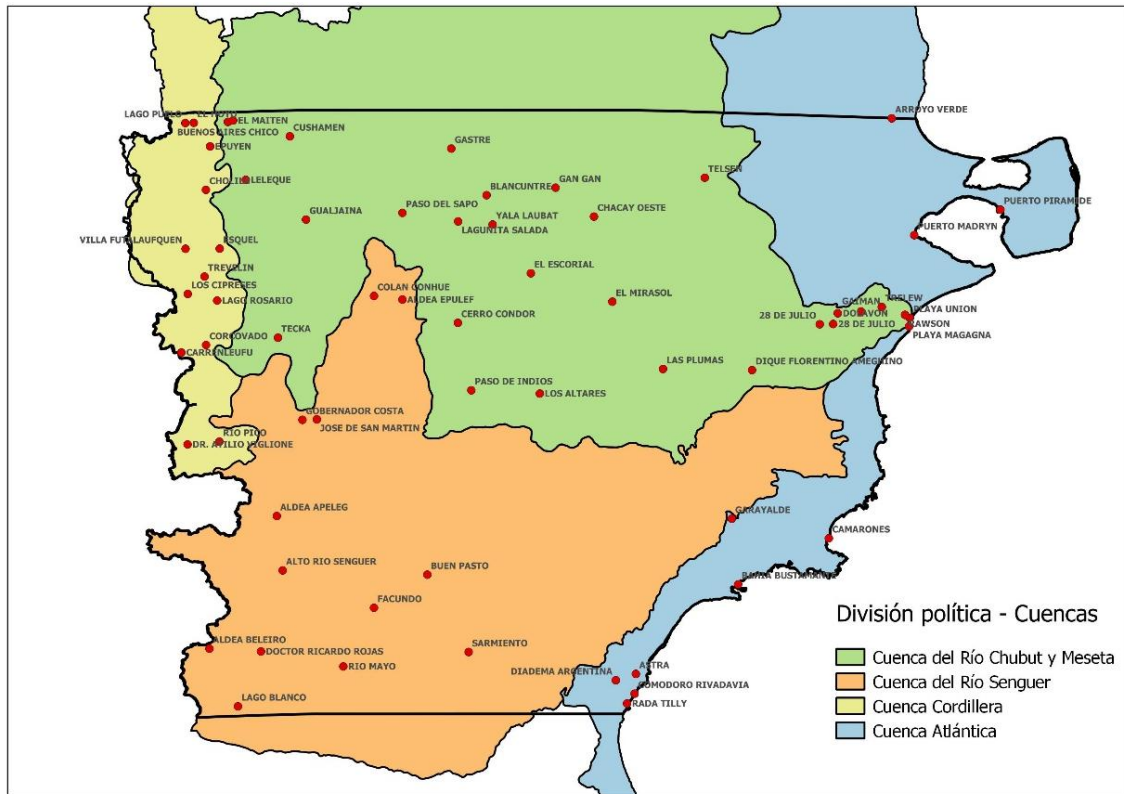 ARROYO VERDE
LAGO PUELO
EL HOYO
EL MAITEN
BUENOS AIRES CHICO
CUSHAMEN
EPUYEN
GASTRE
TELSEN
CHOLILA
LELEQUE
BLANCUNTRE
GAN GAN
PASO DEL SAPO
GUALJAINA
YALA LAUBAT
CHACAY OESTE
LAGUNITA SALADA
PUERTO PIRAMIDE
PUERTO MADRYN
VILLA FUTALAUFQUEN
ESQUEL
TREVELIN
EL ESCORIAL
LOS CIPRESES
LAGO ROSARIO
COLAN CONHUE
ALDEA EPULEF
EL MIRASOL
GAIMAN
TRELEW
DOLAVON
PLAYA UNION
28 DE JULIO
28 DE JULIO
RAWSON
PLAYA MAGAGNA
CERRO CONDOR
TECKA
CORCOVADO
CARRENLEUFU
LAS PLUMAS
DIQUE FLORENTINO AMEGHINO
PASO DE INDIOS
LOS ALTARES
GOBERNADOR COSTA
JOSE DE SAN MARTIN
RIO PICO
DR. ATILIO VIGLIONE
ALDEA APELEG
GARAYALDE
CAMARONES
ALTO RIO SENGUER
BUEN PASTO
BAHIA BUSTAMANTE
FACUNDO
División política - Cuencas
ALDEA BELEIRO
DOCTOR RICARDO ROJAS
SARMIENTO
RIO MAYO
DIADEMA ARGENTINA
ASTRA
COMODORO RIVADAVIA
LAGO BLANCO
RADA TILLY
Cuenca del Río Chubut y Meseta
Cuenca del Río Senguer
Cuenca Cordillera
Cuenca Atlántica